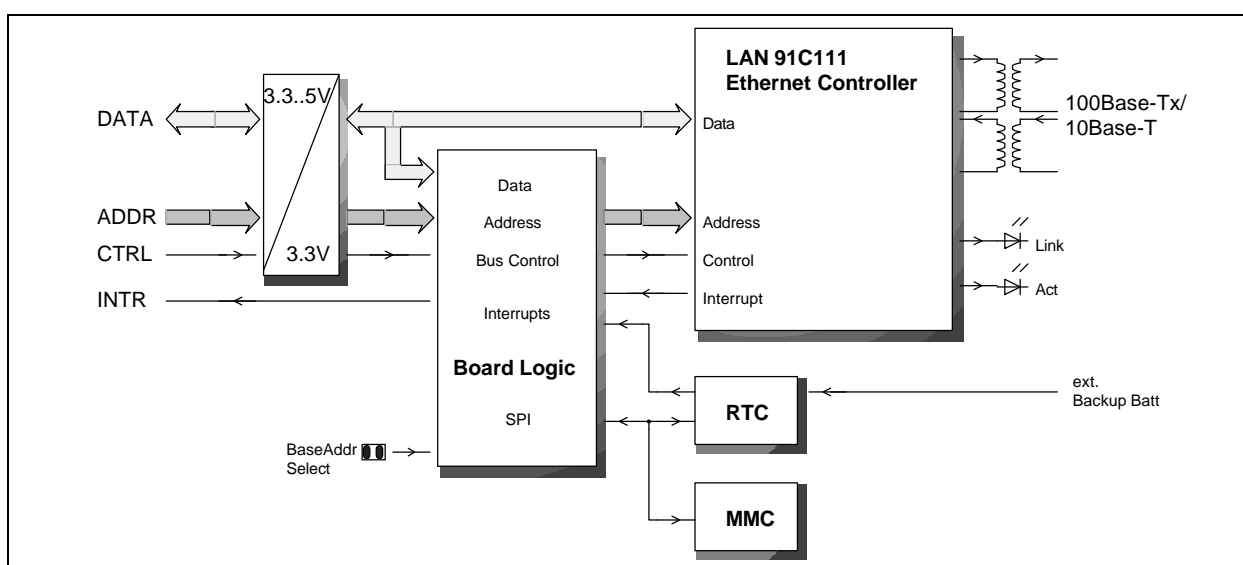 LAN 91C111
Ethernet Controller
3.3..5V
DATA
100Base-Tx/
10Base-T
Data
Data
ADDR
Address
Address
CTRL
3.3V
Bus Control
Control
Link
INTR
Interrupts
Interrupt
Act
Board Logic
ext.
Backup Batt
RTC
SPI
BaseAddr
Select
MMC